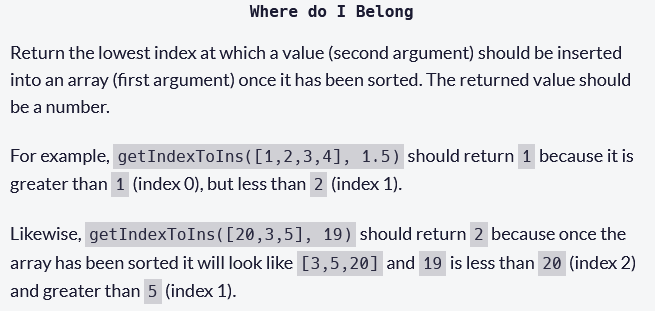 Where do I Belong
Return the lowest index at which a value (second argument) should be inserted
into an array (first argument) once it has been sorted. The returned value should
be a number.
For example, getIndexToIns([1,2,3,4], 1.5) should return 1 because it is
greater than 1 (index 0), but less than 2 (index 1).
Likewise, getIndexToIns([20,3,5], 19) should return 2 because once the
array has been sorted it will look like [3,5,20] and 19 is less than 20 (index 2)
and greater than 5 (index 1).